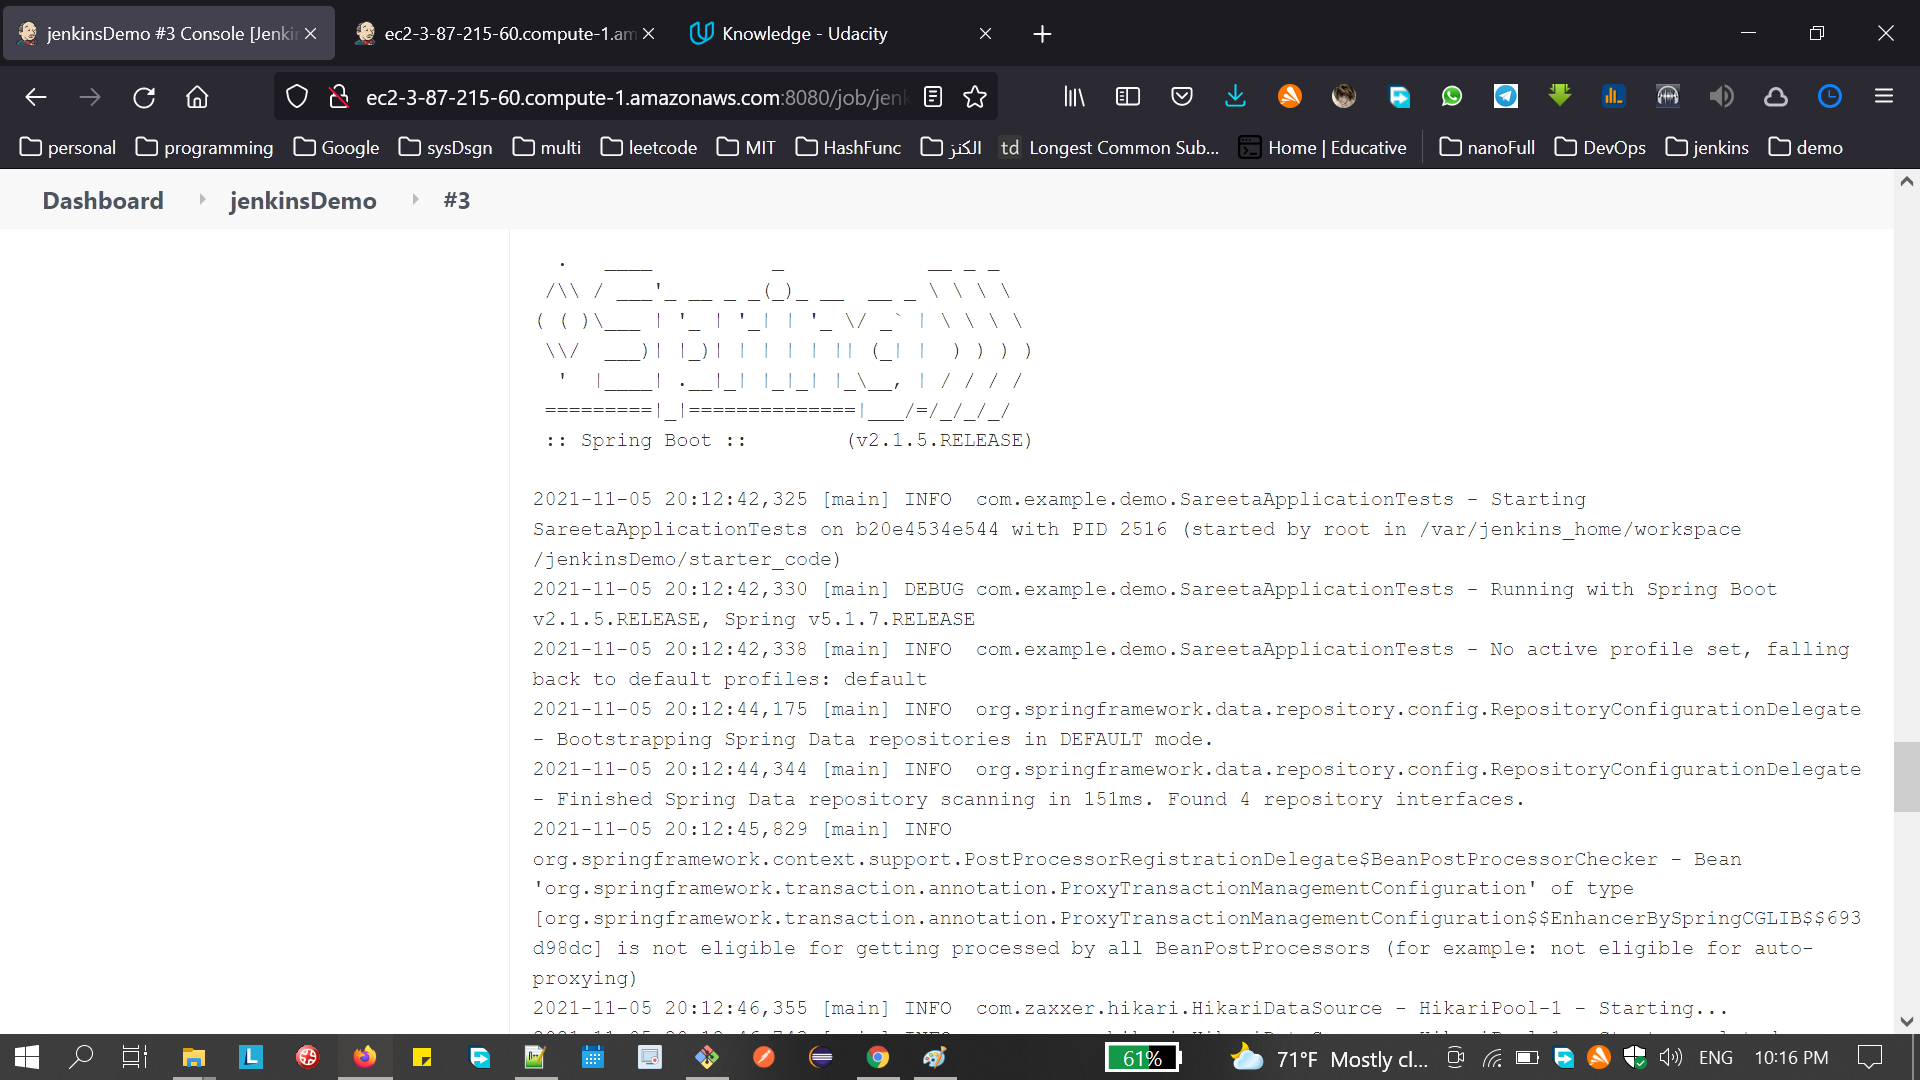 jenkinsDemo #3 Console [Jenki
ec2-3-87-215-60.compute-1.am
Knowledge - Udacity
ec2-3-87-215-60.compute-1.amazonaws.com:8080/job/jen
personal
programming
Google
sysDsgn
multi
leetcode
MIT
HashFunc
الكنز
td Longest Common Sub...
Home | Educative
nanoFull
DevOps
jenkins
demo
Dashboard
jenkinsDemo
#3
  .   ____          _            __ _ _
 /\\ / ___'_ __ _ _(_)_ __  __ _ \ \ \ \
( ( )\___ | '_ | '_| | '_ \/ _` | \ \ \ \
 \\/  ___)| |_)| | | | | || (_| |  ) ) ) )
  '  |____| .__|_| |_|_| |_\__, | / / / /
 =========|_|==============|___/=/_/_/_/
 :: Spring Boot ::        (v2.1.5.RELEASE)
2021-11-05 20:12:42,325 [main] INFO  com.example.demo.SareetaApplicationTests - Starting
SareetaApplicationTests on b20e4534e544 with PID 2516 (started by root in /var/jenkins_home/workspace
/jenkinsDemo/starter_code)
2021-11-05 20:12:42,330 [main] DEBUG com.example.demo.SareetaApplicationTests - Running with Spring Boot
v2.1.5.RELEASE, Spring v5.1.7.RELEASE
2021-11-05 20:12:42,338 [main] INFO  com.example.demo.SareetaApplicationTests - No active profile set, falling
back to default profiles: default
2021-11-05 20:12:44,175 [main] INFO  org.springframework.data.repository.config.RepositoryConfigurationDelegate
- Bootstrapping Spring Data repositories in DEFAULT mode.
2021-11-05 20:12:44,344 [main] INFO  org.springframework.data.repository.config.RepositoryConfigurationDelegate
- Finished Spring Data repository scanning in 151ms. Found 4 repository interfaces.
2021-11-05 20:12:45,829 [main] INFO
org.springframework.context.support.PostProcessorRegistrationDelegate$BeanPostProcessorChecker - Bean
'org.springframework.transaction.annotation.ProxyTransactionManagementConfiguration' of type
[org.springframework.transaction.annotation.ProxyTransactionManagementConfiguration$$EnhancerBySpringCGLIB$$693
d98dc] is not eligible for getting processed by all BeanPostProcessors (for example: not eligible for auto-
proxying)
2021-11-05 20:12:46,355 [main] INFO  com.zaxxer.hikari.HikariDataSource - HikariPool-1 - Starting...
61%
71°F Mostly cl...
ENG
10:16 PM